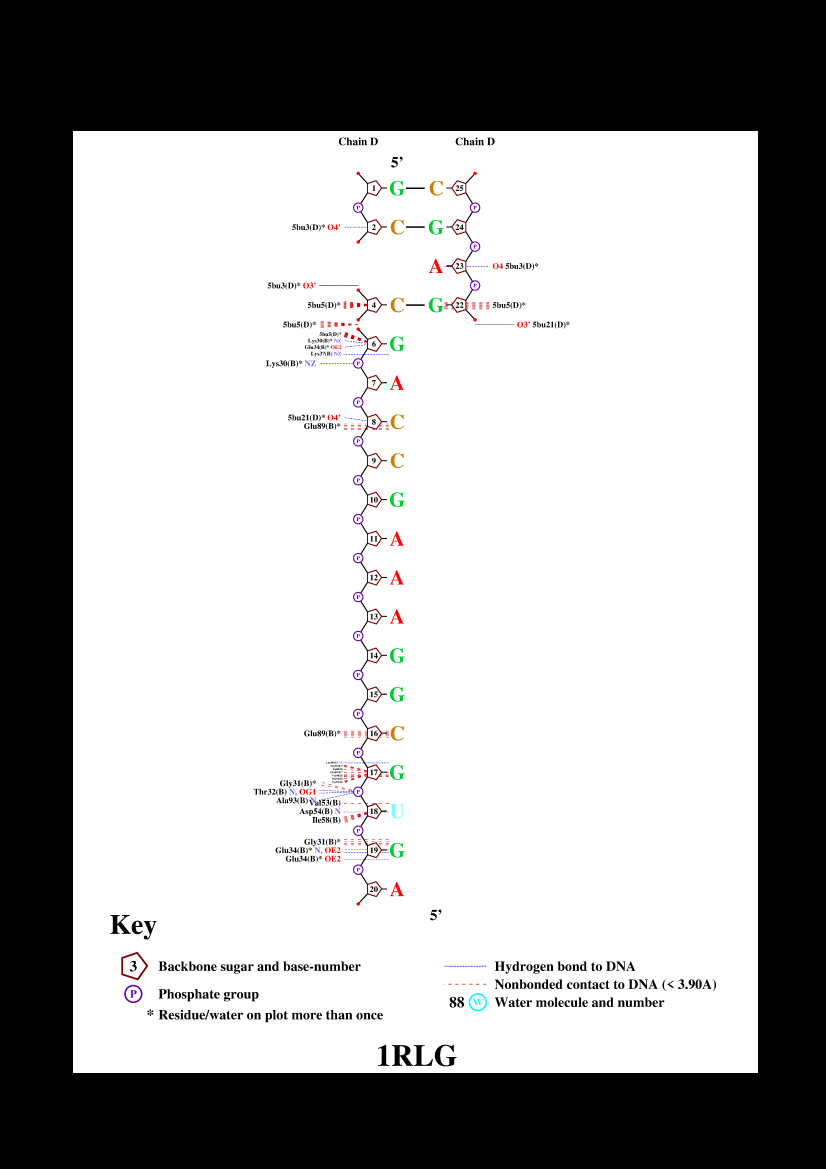 Chain D Chain D
5'
1 G C 25
P P
5bu3(D)* O4' 2 C G 24
P
A 23 O4 5bu3(D)*
5bu3(D)* O3' P
5bu5(D)* 4 C G 22 5bu5(D)*
5bu5(D)* O3' 5bu21(D)*
5bu5(D)*
Lys30(B)* NZ
6 G
Glu34(B)* OE2
Lys37(B) NZ
Lys30(B)* NZ P
7 A
P
5bu21(D)* O4'
8 C
Glu89(B)*
P
9 C
P
10 G
P
11 A
P
12 A
P
13 A
P
14 G
P
15 G
P
Glu89(B)* 16 C
P
17 G
Gly31(B)*
Thr32(B) N, OG1 P
Ala93(B) N
Val53(B)
Asp54(B) N 18 U
Ile58(B)
P
Gly31(B)*
Glu34(B)* N, OE2 19 G
Glu34(B)* OE2
P
20 A
5'
Key
3 Backbone sugar and base-number
P Phosphate group
* Residue/water on plot more than once
Hydrogen bond to DNA
Nonbonded contact to DNA (< 3.90A)
88 W Water molecule and number
1RLG